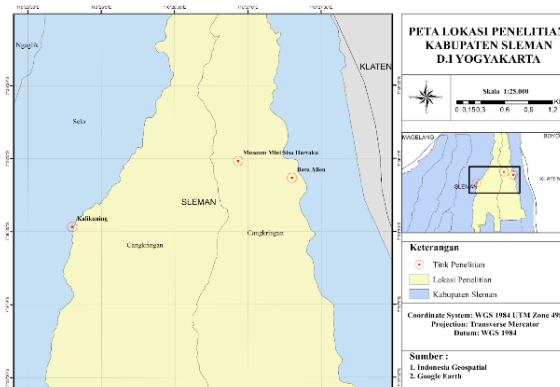 PETA LOKASI PENELITIAN
KABUPATEN SLEMAN
D.I YOGYAKARTA
Skala 1:25.000
0 0,15 0,3 0,6 0,9 1,2
MAGELANG
SLEMAN
KLATEN
Keterangan
Titik Penelitian
Lokasi Penelitian
Kabupaten Sleman
Coordinate System: WGS 1984 UTM Zone 49S
Projection: Transverse Mercator
Datum: WGS 1984
Sumber :
1. Indonesia Geospatial
2. Google Earth
Ngaglik
KLATEN
Selo
Museum Mini Sisa Hartaku
Batu Alien
SLEMAN
Kalikuning
Cangkringan
Cangkringan